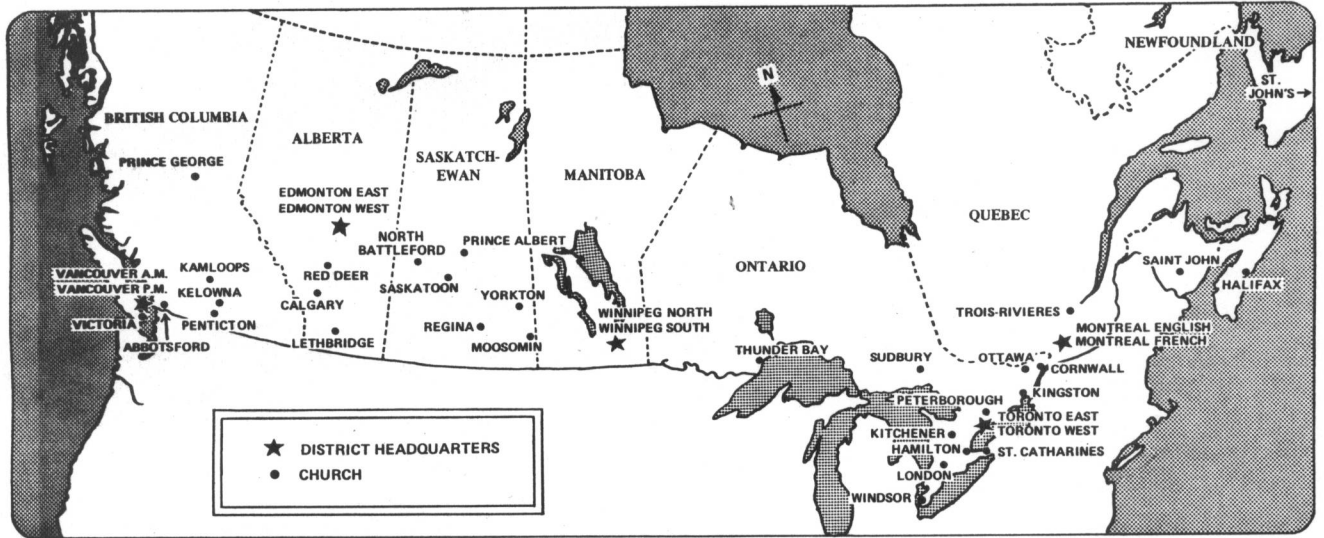 NEWFOUNDLAND
ST.
JOHN'S
N
BRITISH COLUMBIA
PRINCE GEORGE
ALBERTA
SASKATCH-
EWAN
MANITOBA
EDMONTON EAST
EDMONTON WEST
QUEBEC
NORTH
BATTLEFORD
PRINCE ALBERT
ONTARIO
VANCOUVER A.M.
VANCOUVER P.M.
VICTORIA
ABBOTSFORD
KAMLOOPS
KELOWNA
PENTICTON
RED DEER
CALGARY
LETHBRIDGE
SASKATOON
YORKTON
REGINA
MOOSOMIN
WINNIPEG NORTH
WINNIPEG SOUTH
THUNDER BAY
SUDBURY
SAINT JOHN
HALIFAX
TROIS-RIVIERES
MONTREAL ENGLISH
MONTREAL FRENCH
OTTAWA
CORNWALL
KINGSTON
PETERBOROUGH
TORONTO EAST
TORONTO WEST
KITCHENER
HAMILTON
ST. CATHARINES
LONDON
WINDSOR
DISTRICT HEADQUARTERS
CHURCH